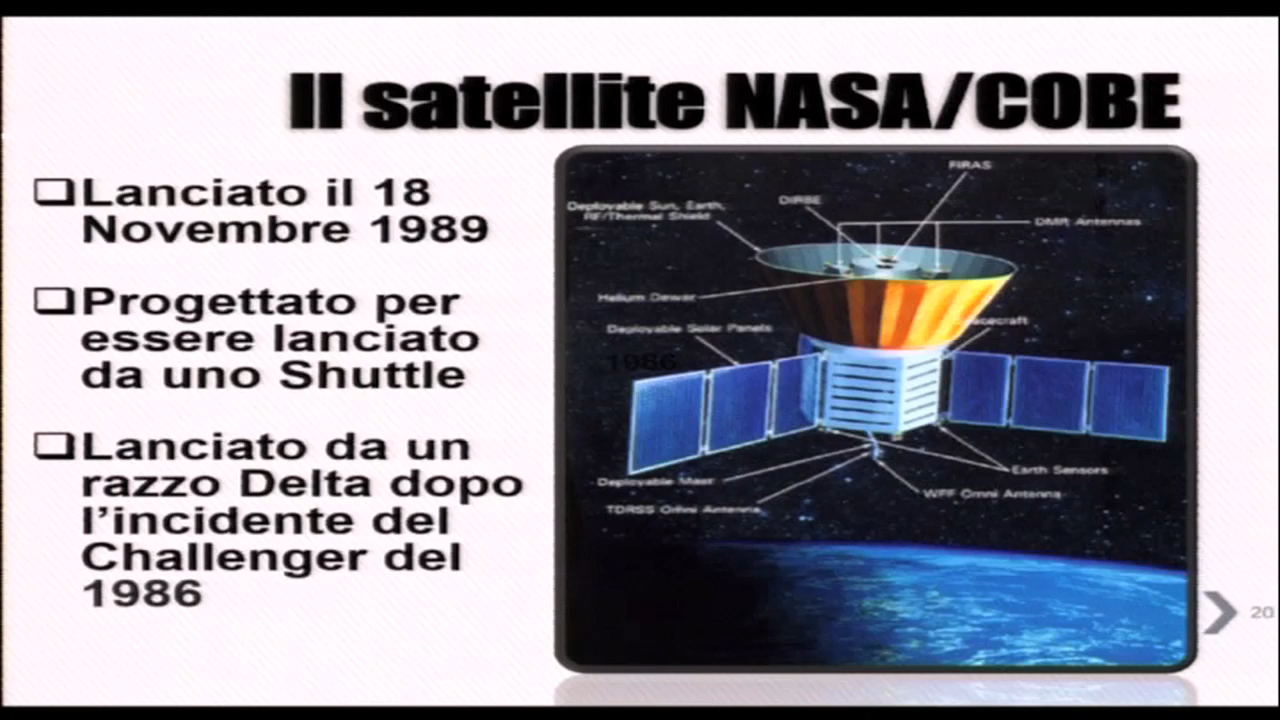 Il satellite NASA/COBE
❑Lanciato il 18
Novembre 1989
❑Progettato per
essere lanciato
da uno Shuttle
❑Lanciato da un
razzo Delta dopo
l’incidente del
Challenger del
1986
FIRAS
Deployable Sun, Earth,
RF/Thermal Shield
DIRBE
DMR Antennas
Helium Dewar
Deployable Solar Panels
acecraft
1986
Earth Sensors
Deployable Mast
WFF Omni Antenna
TDRSS Omni Antenna
20